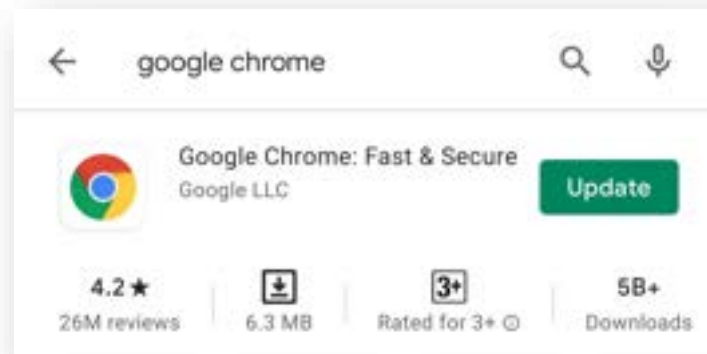 google chrome
Google Chrome: Fast & Secure
Google LLC
Update
4.2★
3+
5B+
26M reviews
6.3 MB
Rated for 3+
Downloads